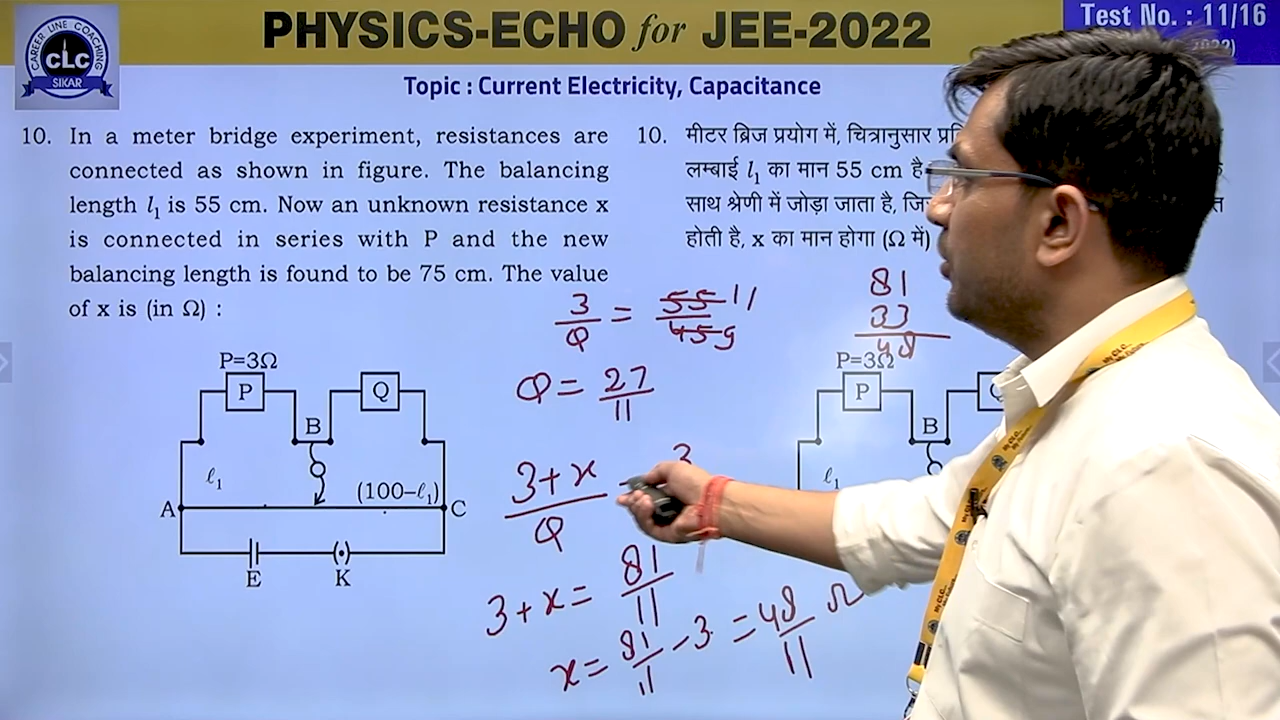 PHYSICS-ECHO for JEE-2022
Test No. : 11/16
2022)
CAREER LINE COACHING
CLC
SIKAR
Topic : Current Electricity, Capacitance
10. In a meter bridge experiment, resistances are
connected as shown in figure. The balancing
length l₁ is 55 cm. Now an unknown resistance x
is connected in series with P and the new
balancing length is found to be 75 cm. The value
of x is (in Ω) :
P=3Ω
P
Q
B
ℓ₁
(100–ℓ₁)
A
C
E
K
10. मीटर ब्रिज प्रयोग में, चित्रानुसार
लम्बाई l₁ का मान 55 cm है
साथ श्रेणी में जोड़ा जाता है,
होती है, x का मान होगा (Ω में)
P=3Ω
P
B
ℓ₁
3/Q = 55/45 11/9
Q = 27/11
3+x/Q
3
3+x = 81/11
x = 81/11 - 3 = 48/11 Ω
81
33
48